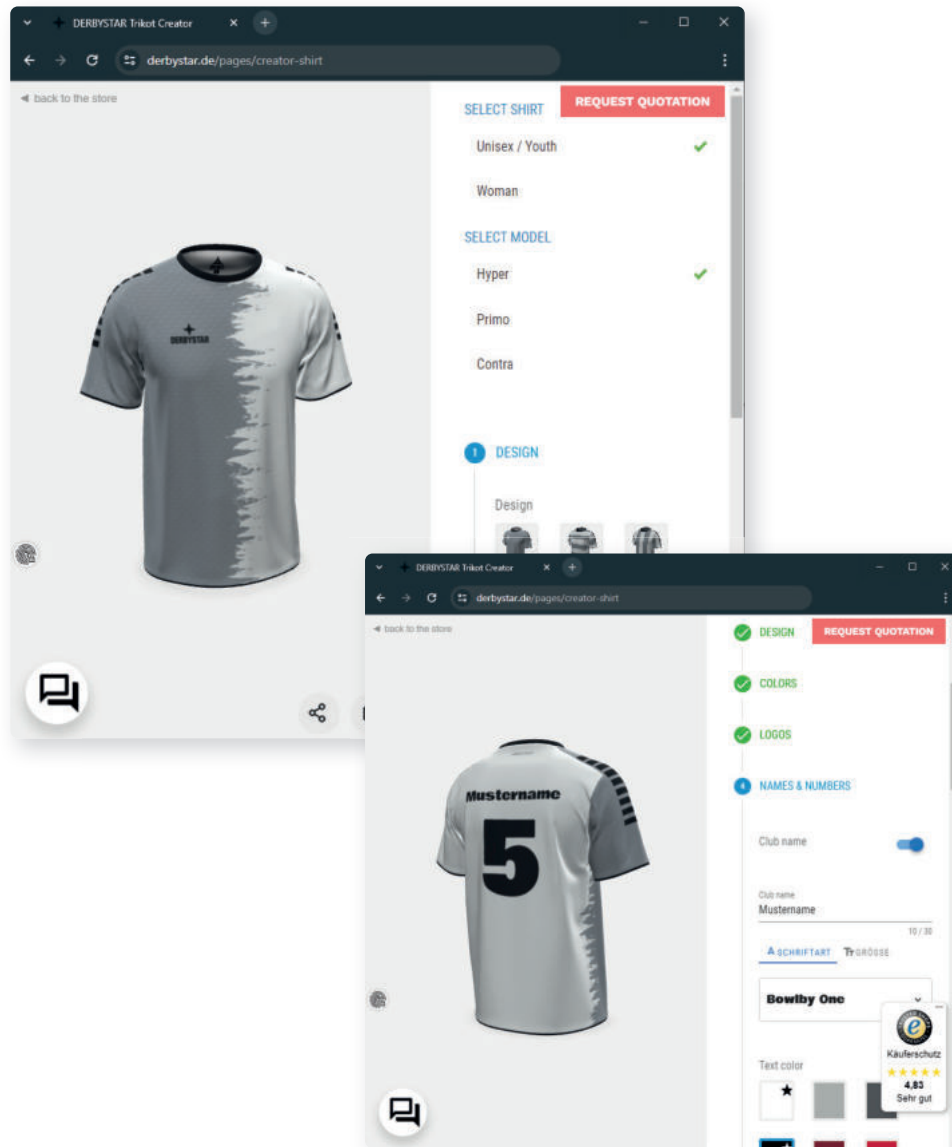 DERBYSTAR Trikot Creator
derbystar.de/pages/creator-shirt
◄ back to the store
REQUEST QUOTATION
SELECT SHIRT
Unisex / Youth
Woman
SELECT MODEL
Hyper
Primo
Contra
DERBYSTAR
1 DESIGN
Design
DERBYSTAR Trikot Creator
derbystar.de/pages/creator-shirt
◄ back to the store
DESIGN
REQUEST QUOTATION
COLORS
LOGOS
4 NAMES & NUMBERS
Mustername
5
Club name
Club name
Mustername
10 / 30
A SCHRIFTART TT GRÖSSE
Bowlby One
Text color
e
Käuferschutz
★★★★★
4,83
Sehr gut